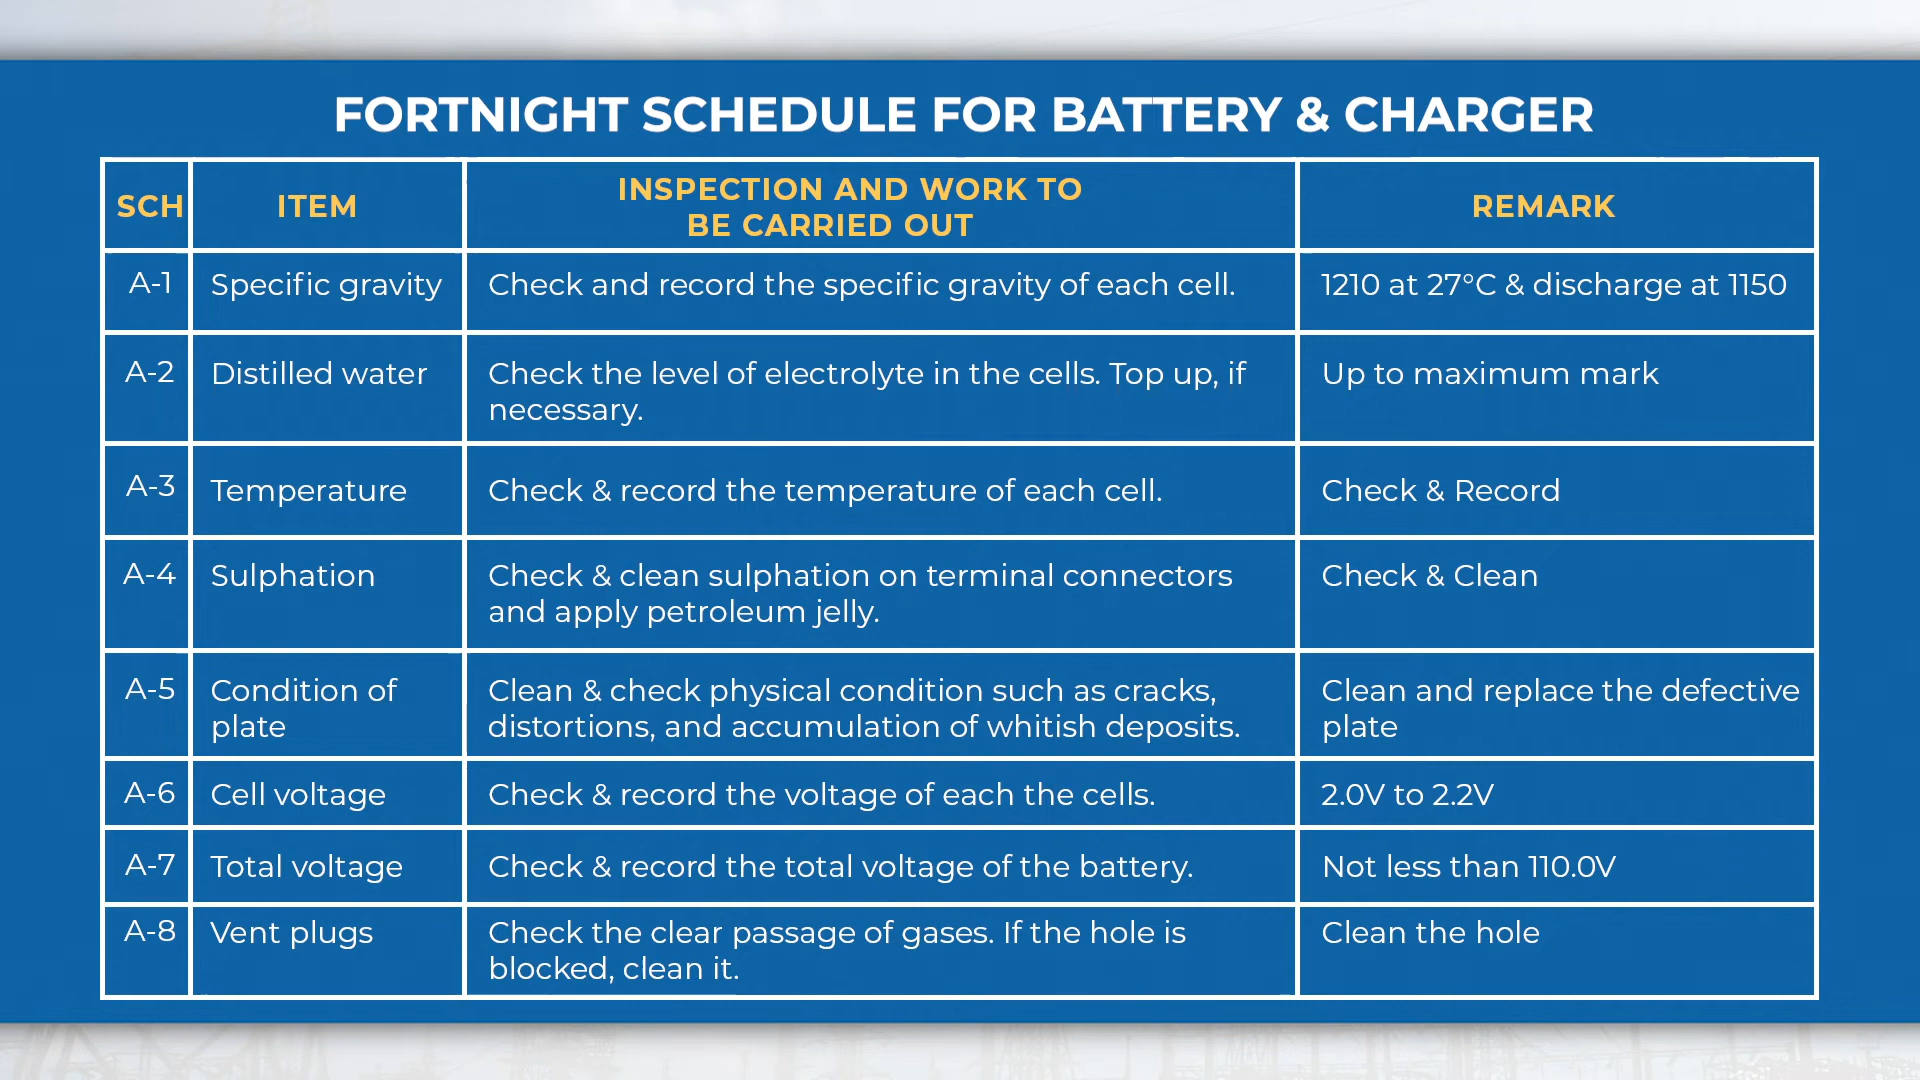 FORTNIGHT SCHEDULE FOR BATTERY & CHARGER
SCH
ITEM
INSPECTION AND WORK TO
BE CARRIED OUT
REMARK
A-1
Specific gravity
Check and record the specific gravity of each cell.
1210 at 27°C & discharge at 1150
A-2
Distilled water
Check the level of electrolyte in the cells. Top up, if
necessary.
Up to maximum mark
A-3
Temperature
Check & record the temperature of each cell.
Check & Record
A-4
Sulphation
Check & clean sulphation on terminal connectors
and apply petroleum jelly.
Check & Clean
A-5
Condition of
plate
Clean & check physical condition such as cracks,
distortions, and accumulation of whitish deposits.
Clean and replace the defective
plate
A-6
Cell voltage
Check & record the voltage of each the cells.
2.0V to 2.2V
A-7
Total voltage
Check & record the total voltage of the battery.
Not less than 110.0V
A-8
Vent plugs
Check the clear passage of gases. If the hole is
blocked, clean it.
Clean the hole